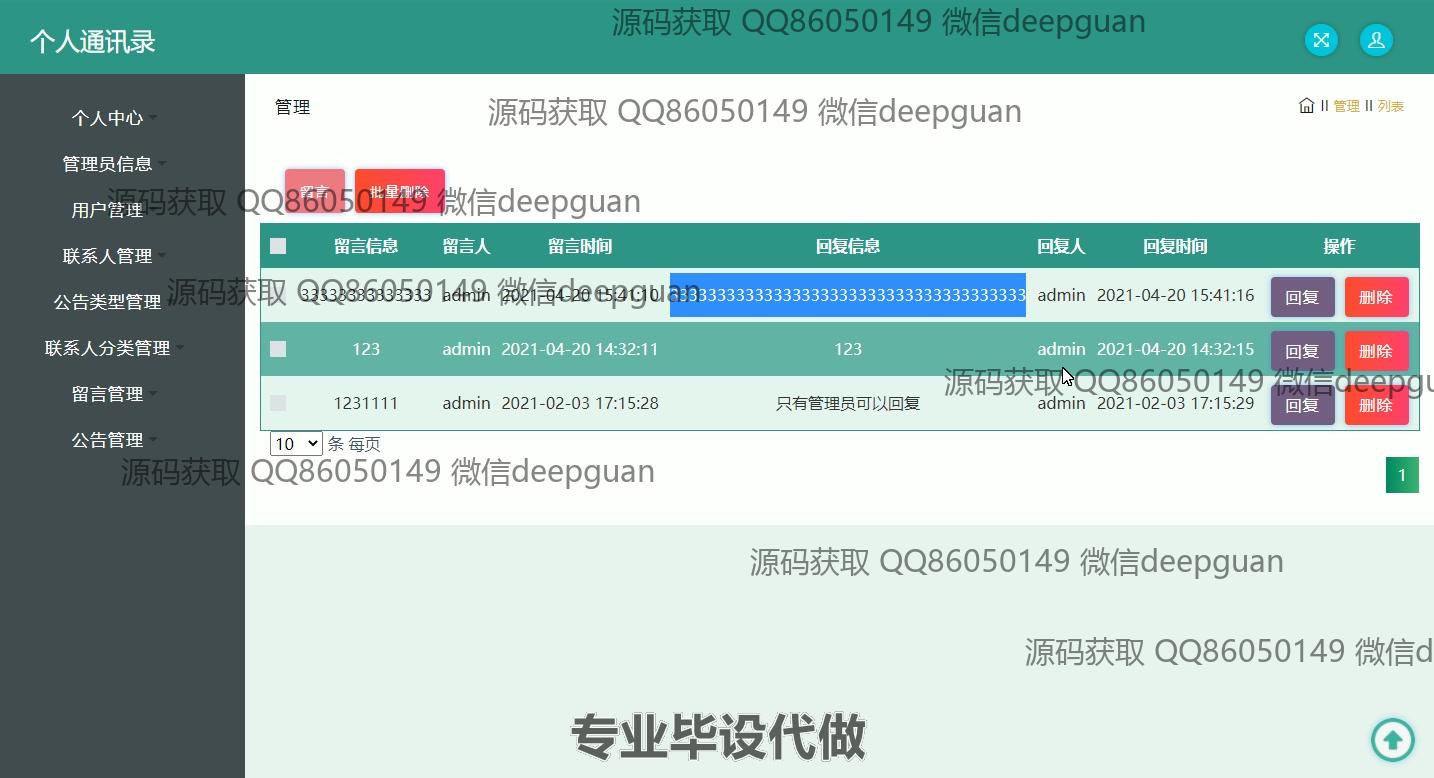 源码获取 QQ86050149 微信deepguan
个人通讯录
个人中心
管理员信息
用户管理
联系人管理
公告类型管理
联系人分类管理
留言管理
公告管理
管理
源码获取 QQ86050149 微信deepguan
管理 列表
留言 批量删除
源码获取 QQ86050149 微信deepguan
留言信息 留言人 留言时间 回复信息 回复人 回复时间 操作
源码获取 QQ86050149 微信deepguan
admin 2021-04-20 15:41:10 admin 2021-04-20 15:41:16 回复 删除
123 admin 2021-04-20 14:32:11 123 admin 2021-04-20 14:32:15 回复 删除
源码获取 QQ86050149 微信deepgu
1231111 admin 2021-02-03 17:15:28 只有管理员可以回复 admin 2021-02-03 17:15:29 回复 删除
10 条 每页
源码获取 QQ86050149 微信deepguan
1
源码获取 QQ86050149 微信deepguan
源码获取 QQ86050149 微信d
专业毕设代做